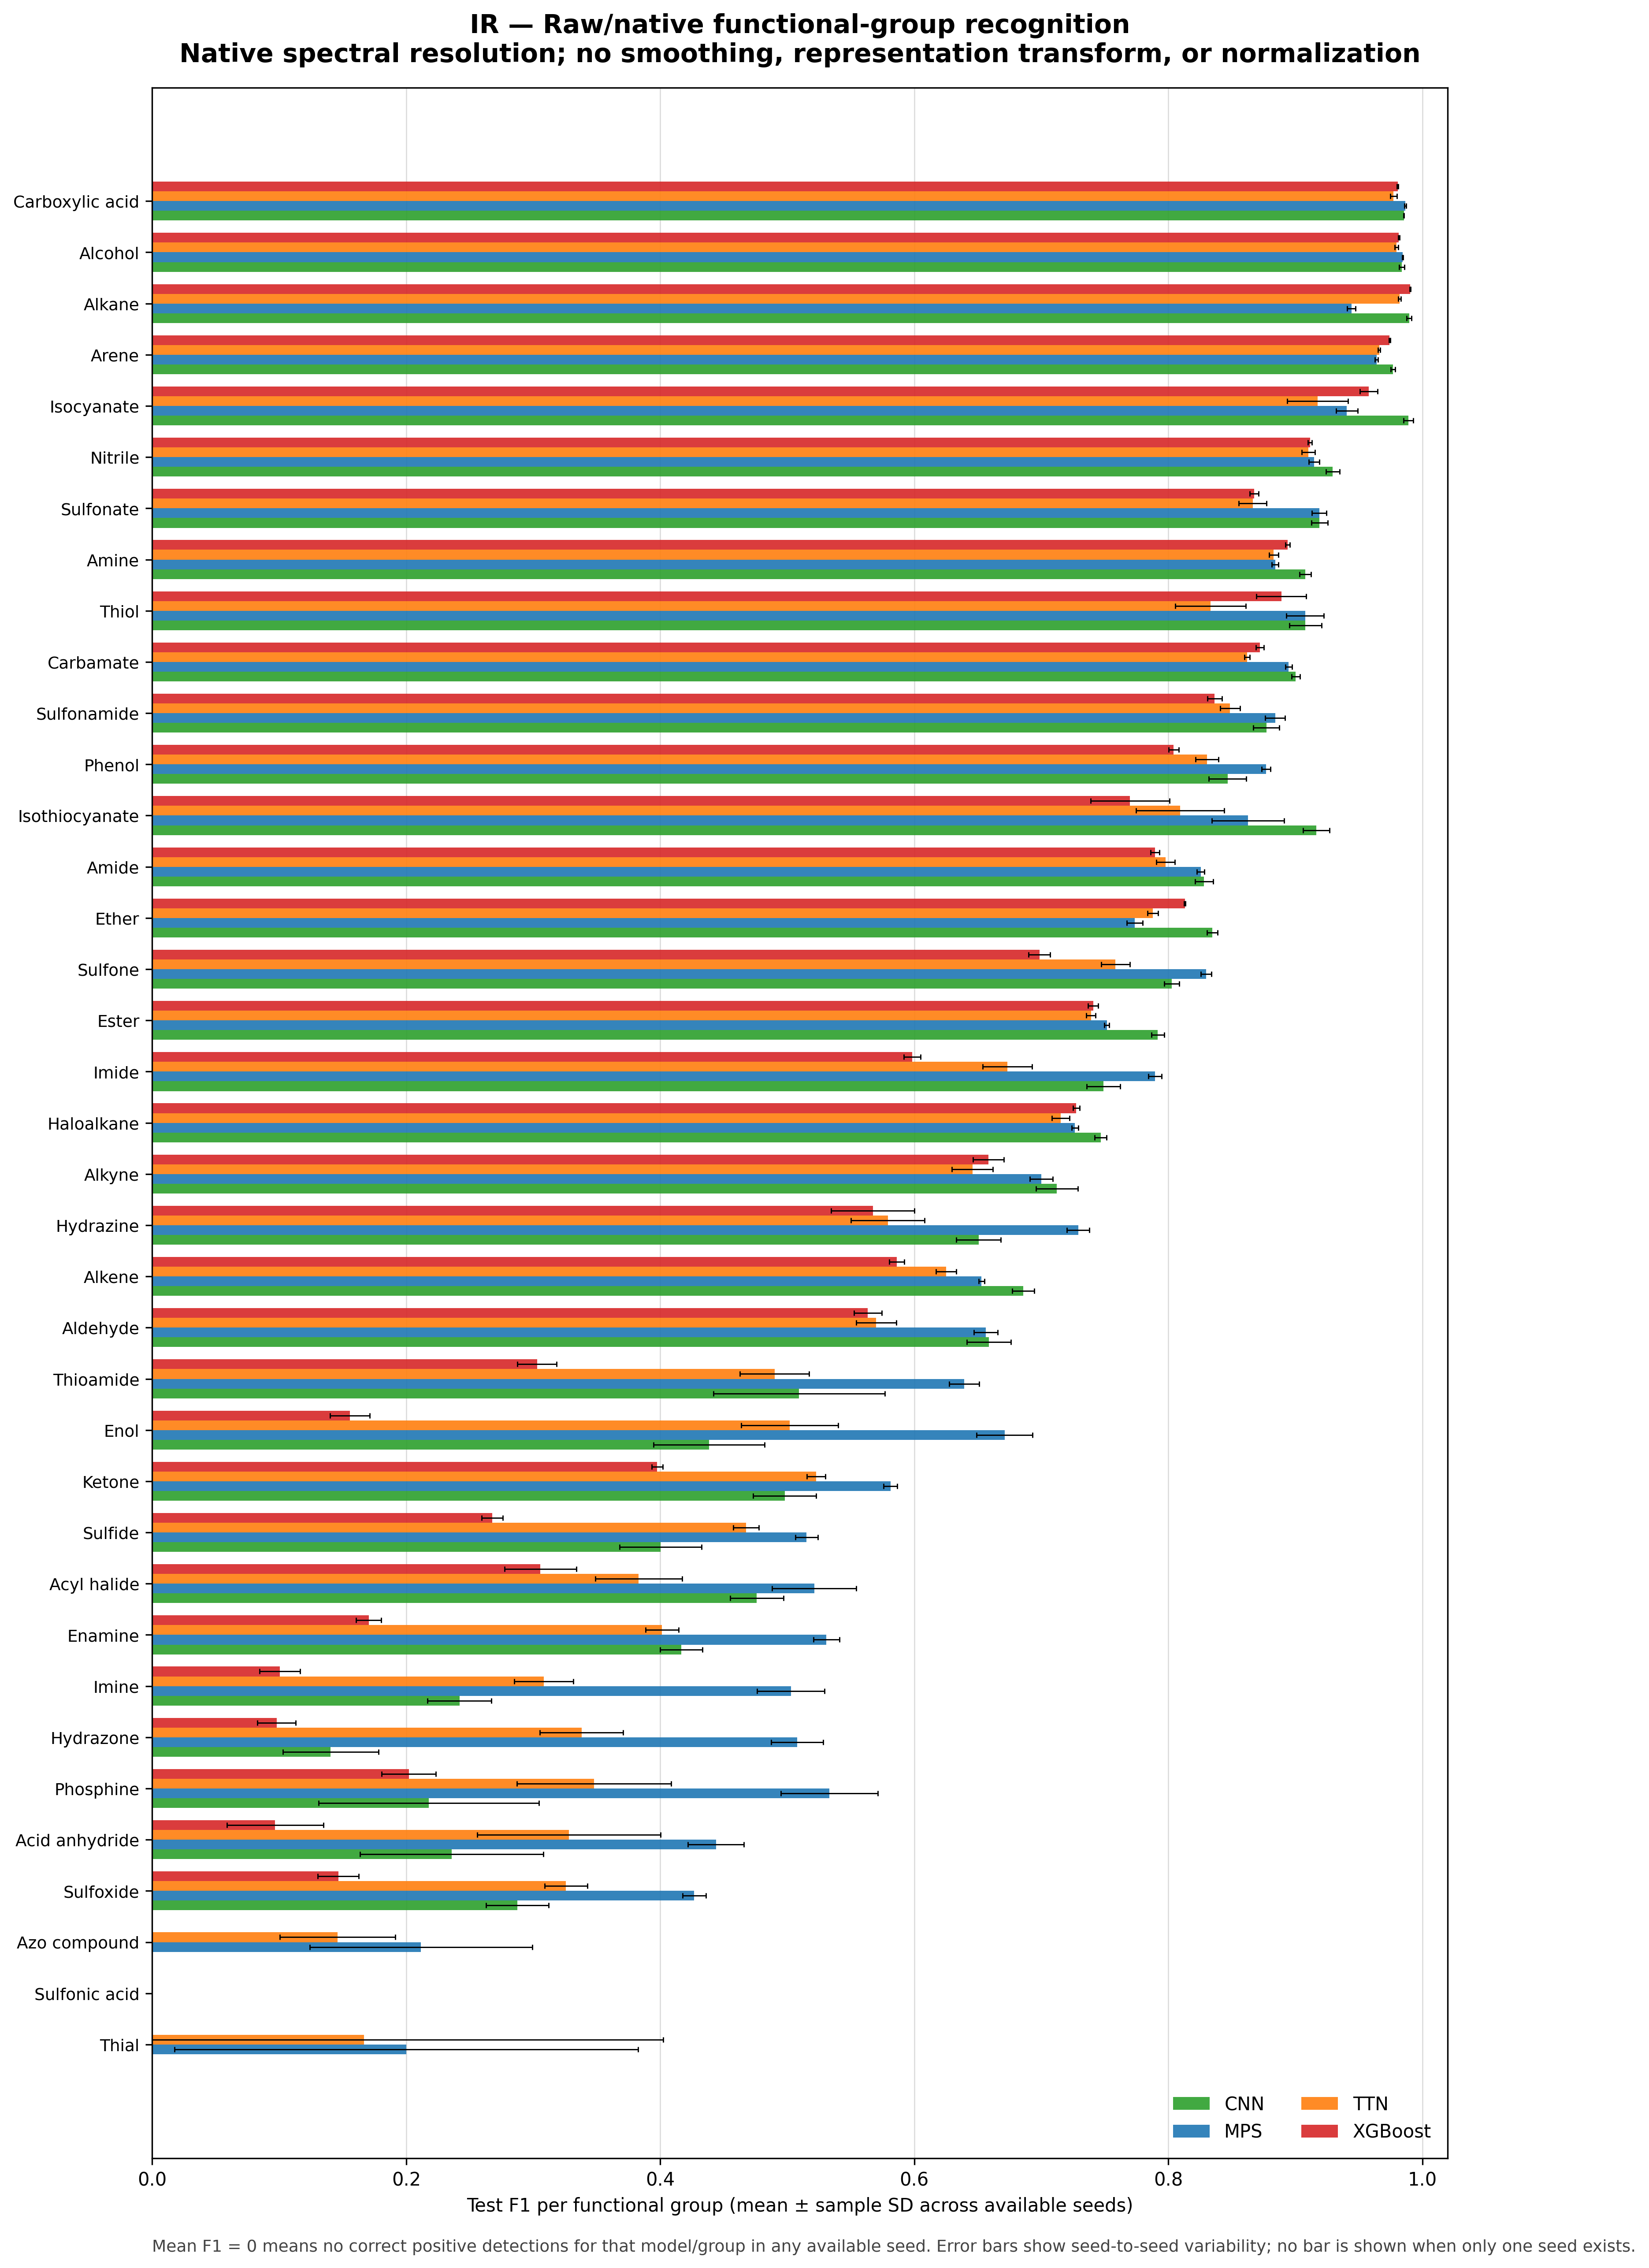 IR — Raw/native functional-group recognition
Native spectral resolution; no smoothing, representation transform, or normalization
Carboxylic acid
Alcohol
Alkane
Arene
Isocyanate
Nitrile
Sulfonate
Amine
Thiol
Carbamate
Sulfonamide
Phenol
Isothiocyanate
Amide
Ether
Sulfone
Ester
Imide
Haloalkane
Alkyne
Hydrazine
Alkene
Aldehyde
Thioamide
Enol
Ketone
Sulfide
Acyl halide
Enamine
Imine
Hydrazone
Phosphine
Acid anhydride
Sulfoxide
Azo compound
Sulfonic acid
Thial
CNN TTN
MPS XGBoost
0.0 0.2 0.4 0.6 0.8 1.0
Test F1 per functional group (mean ± sample SD across available seeds)
Mean F1 = 0 means no correct positive detections for that model/group in any available seed. Error bars show seed-to-seed variability; no bar is shown when only one seed exists.